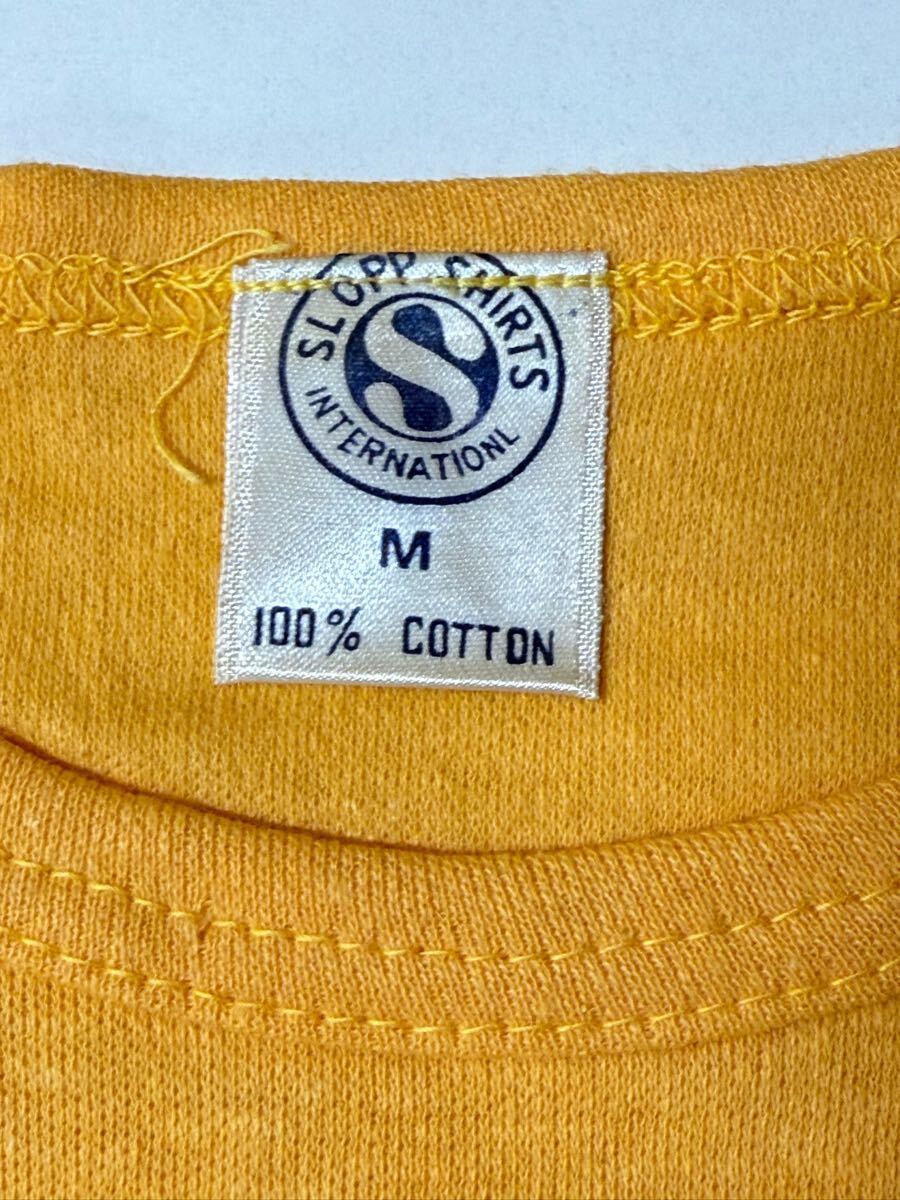 SLOPP SHIRTS
S
INTERNATIONL
M
100% COTTON